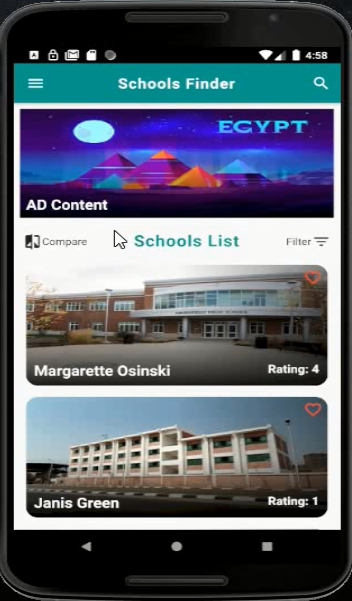 4:58
Schools Finder
EGYPT
AD Content
Compare
Schools List
Filter
Margarette Osinski
Rating: 4
Janis Green
Rating: 1